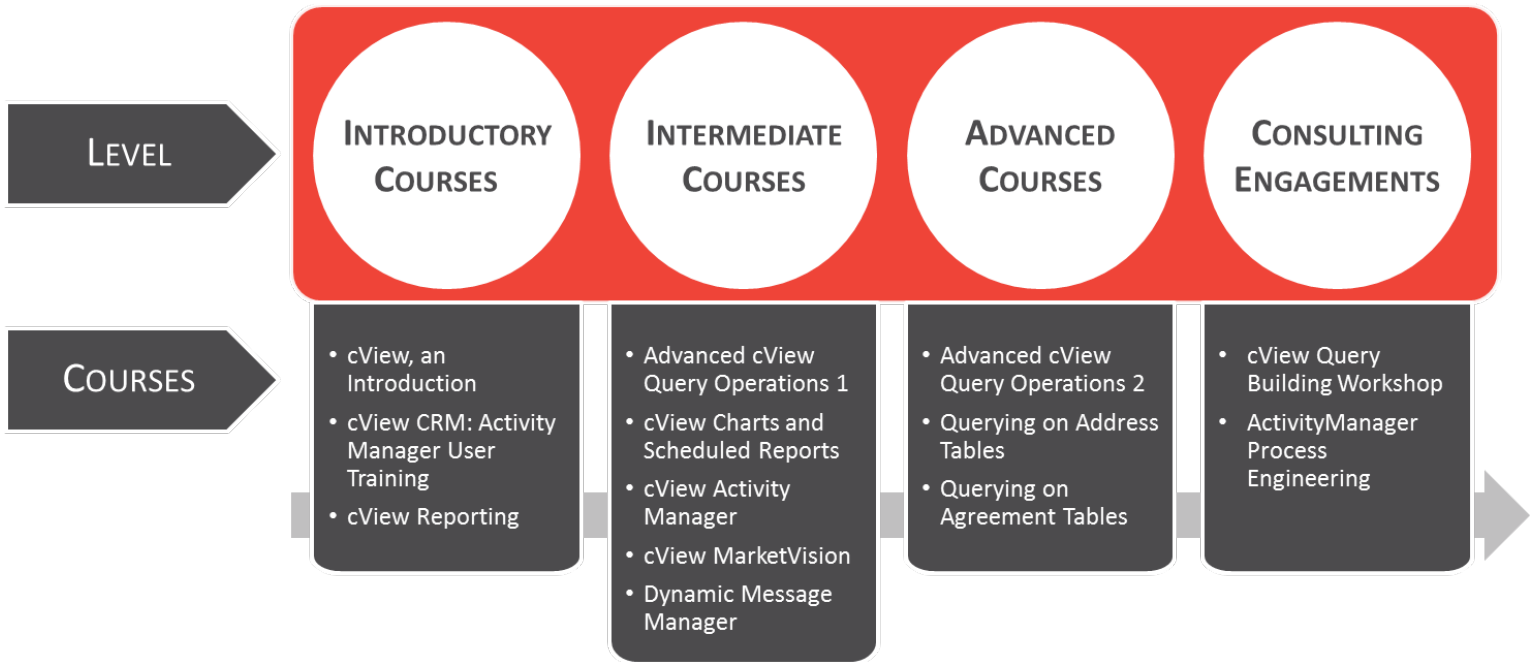 LEVEL
INTRODUCTORY
COURSES
INTERMEDIATE
COURSES
ADVANCED
COURSES
CONSULTING
ENGAGEMENTS
COURSES
• cView, an
Introduction
• cView CRM: Activity
Manager User
Training
• cView Reporting
• Advanced cView
Query Operations 1
• cView Charts and
Scheduled Reports
• cView Activity
Manager
• cView MarketVision
• Dynamic Message
Manager
• Advanced cView
Query Operations 2
• Querying on Address
Tables
• Querying on
Agreement Tables
• cView Query
Building Workshop
• ActivityManager
Process
Engineering